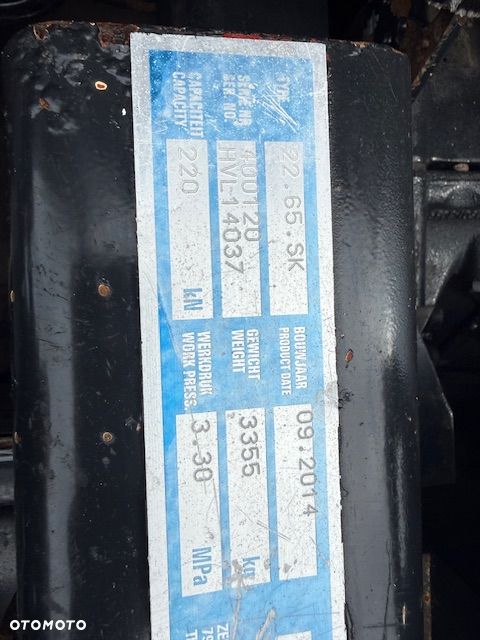 TYPE 22.65.SK BOUWJAAR 09.2014
PRODUCT DATE
SERIE NR. 400120 GEWICHT 3355 kg
SER. NO. HVL-14037 WEIGHT
CAPACITEIT 220 kN WERKDRUK 3.30 MPa
CAPACITY WORK PRESS.
OTOMOTO